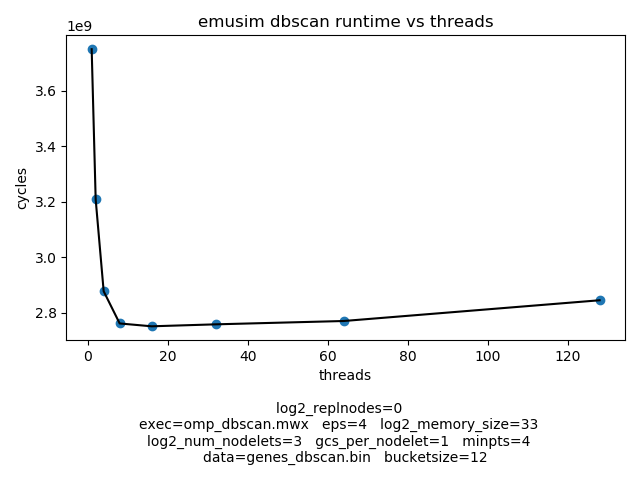 emusim dbscan runtime vs threads
1e9
3.6
3.4
3.2
3.0
2.8
cycles
0 20 40 60 80 100 120
threads
log2_replnodes=0
exec=omp_dbscan.mwx eps=4 log2_memory_size=33
log2_num_nodelets=3 gcs_per_nodelet=1 minpts=4
data=genes_dbscan.bin bucketsize=12